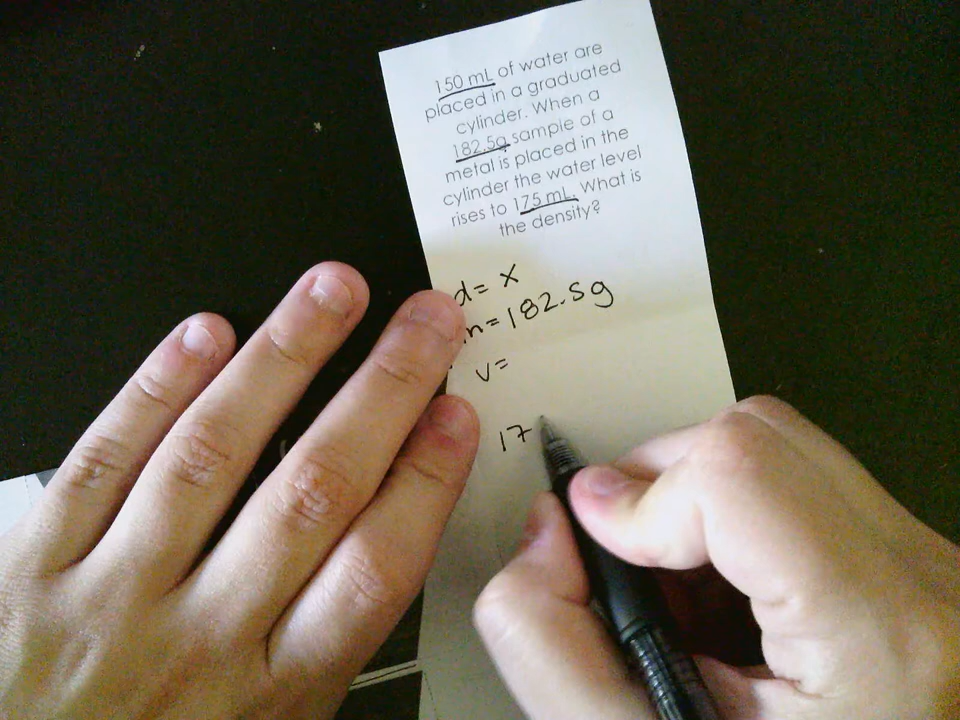 150 mL of water are
placed in a graduated
cylinder. When a
182.5g sample of a
metal is placed in the
cylinder the water level
rises to 175 mL. What is
the density?
d= x
m=182.5g
v=
17